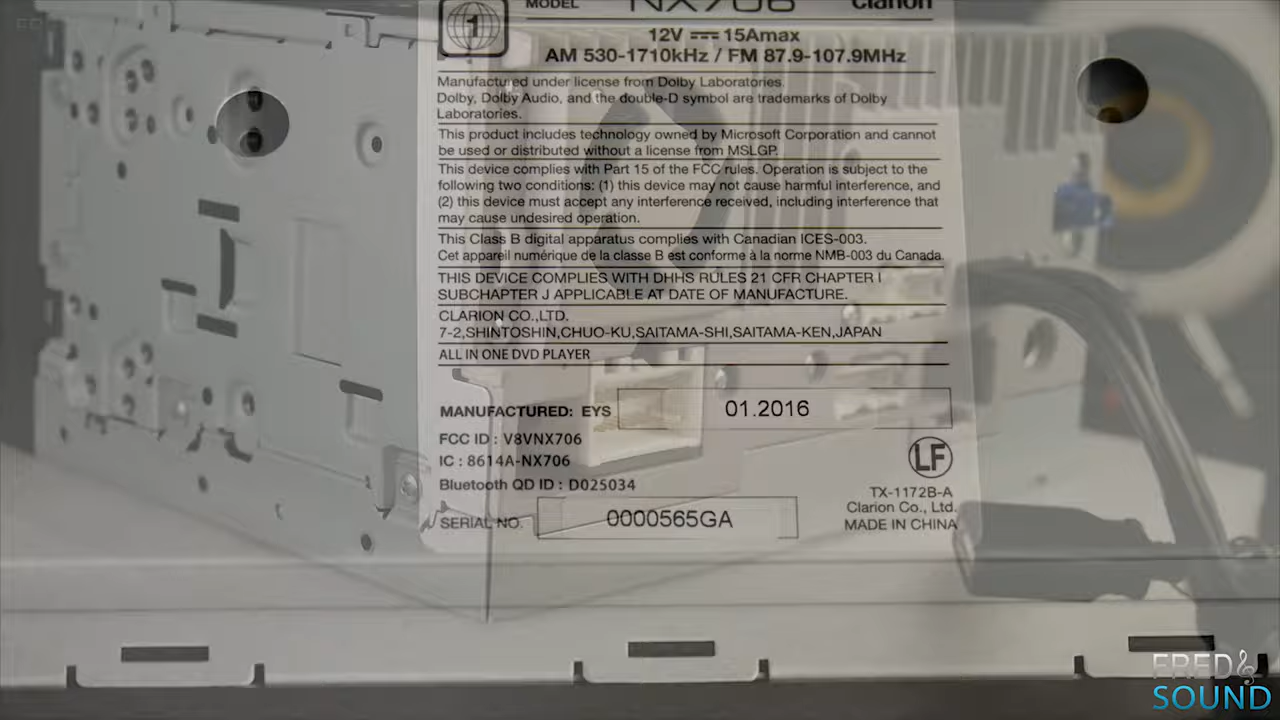 MODEL NX706 Clarion
1
12V 15Amax
AM 530-1710kHz / FM 87.9-107.9MHz
Manufactured under license from Dolby Laboratories.
Dolby, Dolby Audio, and the double-D symbol are trademarks of Dolby
Laboratories.
This product includes technology owned by Microsoft Corporation and cannot
be used or distributed without a license from MSLGP.
This device complies with Part 15 of the FCC rules. Operation is subject to the
following two conditions: (1) this device may not cause harmful interference, and
(2) this device must accept any interference received, including interference that
may cause undesired operation.
This Class B digital apparatus complies with Canadian ICES-003.
Cet appareil numérique de la classe B est conforme à la norme NMB-003 du Canada.
THIS DEVICE COMPLIES WITH DHHS RULES 21 CFR CHAPTER I
SUBCHAPTER J APPLICABLE AT DATE OF MANUFACTURE.
CLARION CO.,LTD.
7-2,SHINTOSHIN,CHUO-KU,SAITAMA-SHI,SAITAMA-KEN,JAPAN
ALL IN ONE DVD PLAYER
MANUFACTURED: EYS 01.2016
FCC ID : V8VNX706
IC : 8614A-NX706
Bluetooth QD ID : D025034
SERIAL NO. 0000565GA
LF
TX-1172B-A
Clarion Co., Ltd.
MADE IN CHINA
FRED
SOUND